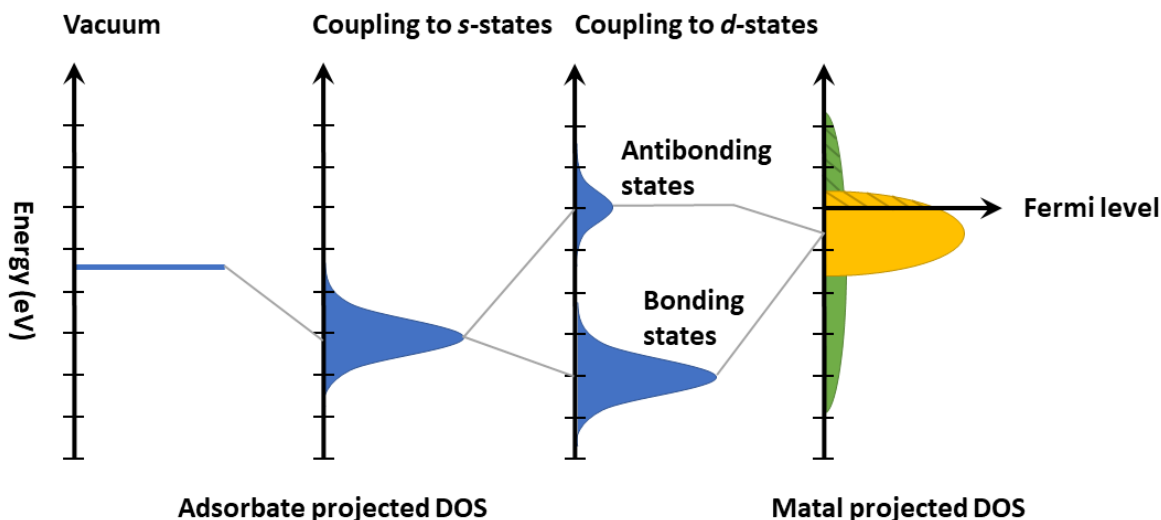 Vacuum
Coupling to s-states
Coupling to d-states
Antibonding
states
Fermi level
Energy (eV)
Bonding
states
Adsorbate projected DOS
Matal projected DOS